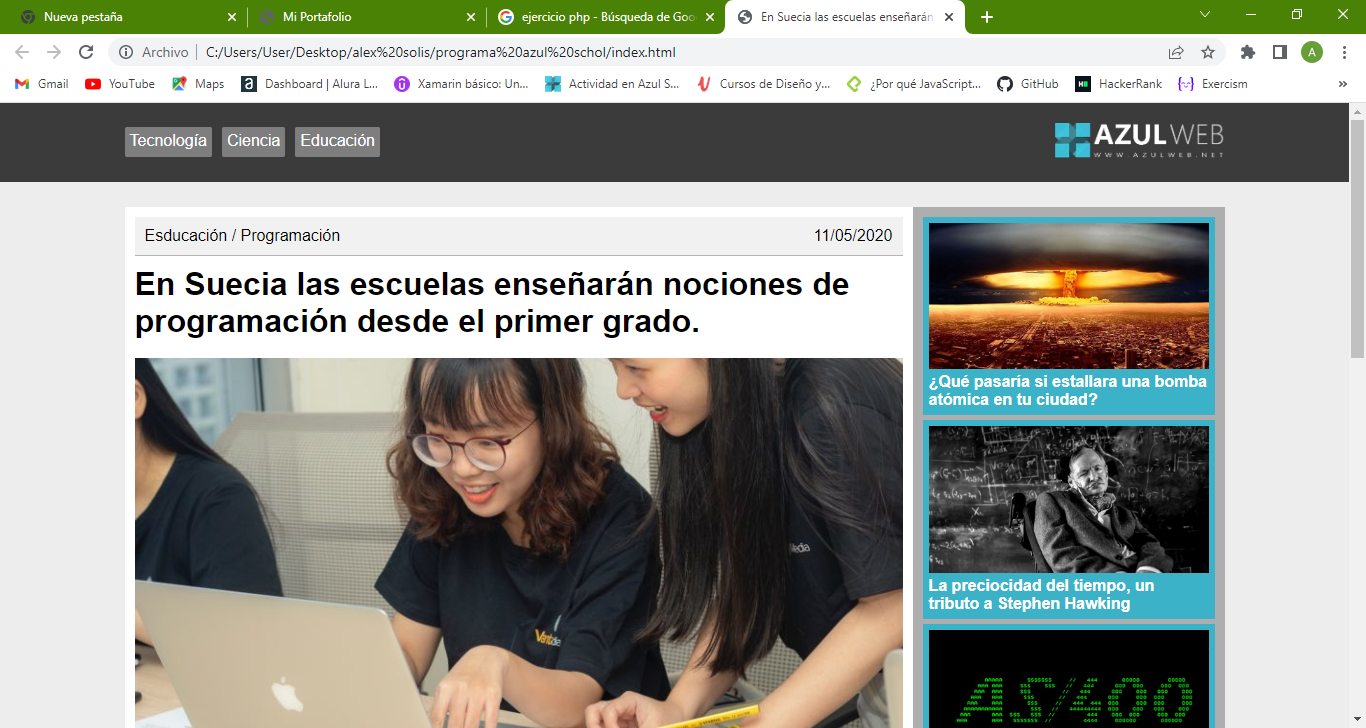 Nueva pestaña
Mi Portafolio
ejercicio php - Búsqueda de Goo
En Suecia las escuelas enseñarán
Archivo
C:/Users/User/Desktop/alex%20solis/programa%20azul%20schol/index.html
A
Gmail
YouTube
Maps
Dashboard | Alura L...
Xamarin básico: Un...
Actividad en Azul S...
Cursos de Diseño y...
¿Por qué JavaScript...
GitHub
HackerRank
Exercism
»
Tecnología
Ciencia
Educación
AZULWEB
WWW.AZULWEB.NET
Esducación / Programación
11/05/2020
En Suecia las escuelas enseñarán nociones de
programación desde el primer grado.
¿Qué pasaría si estallara una bomba
atómica en tu ciudad?
La preciocidad del tiempo, un
tributo a Stephen Hawking